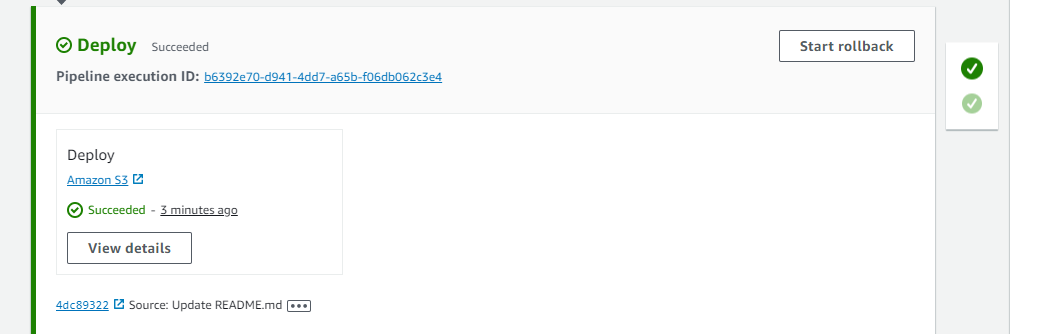 Deploy Succeeded
Start rollback
Pipeline execution ID: b6392e70-d941-4dd7-a65b-f06db062c3e4
Deploy
Amazon S3
Succeeded - 3 minutes ago
View details
4dc89322 Source: Update README.md